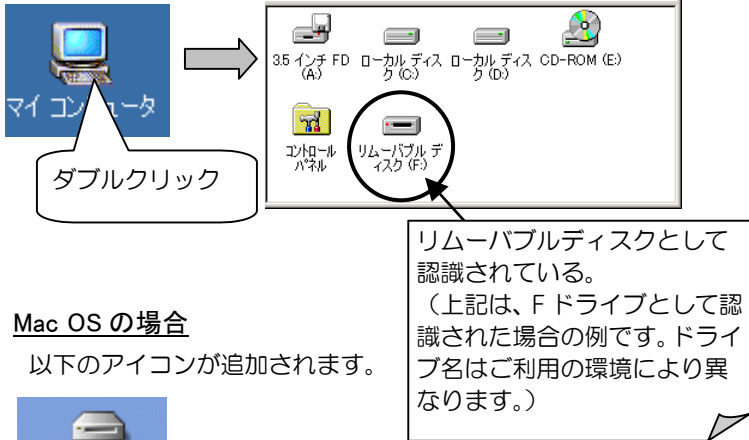 マイ コンピュータ
ダブルクリック
3.5 インチ FD
(A:)
ローカル ディス
ク (C:)
ローカル ディス
ク (D:)
CD-ROM (E:)
コントロール
パネル
リムーバブル デ
ィスク (F:)
リムーバブルディスクとして
認識されている。
（上記は、F ドライブとして認
識された場合の例です。ドライ
ブ名はご利用の環境により異
なります。）
Mac OS の場合
以下のアイコンが追加されます。